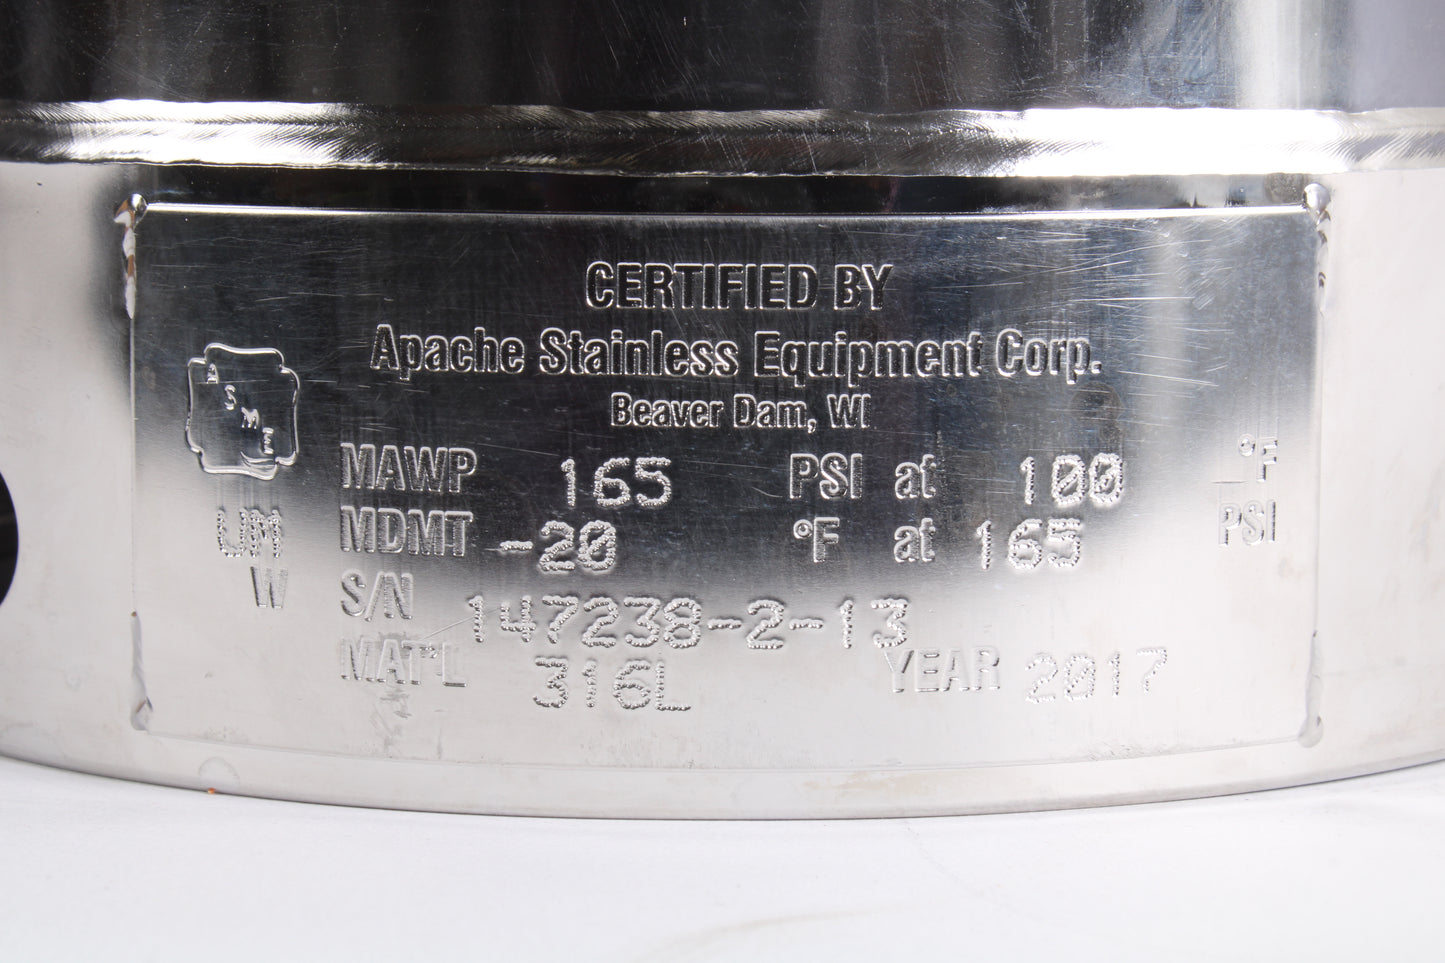 CERTIFIED BY
Apache Stainless Equipment Corp.
Beaver Dam, WI
ASME
UM
W
MAWP 165 PSI at 100 °F
MDMT -20 °F at 165 PSI
S/N 147238-2-13
MAT'L 316L YEAR 2017